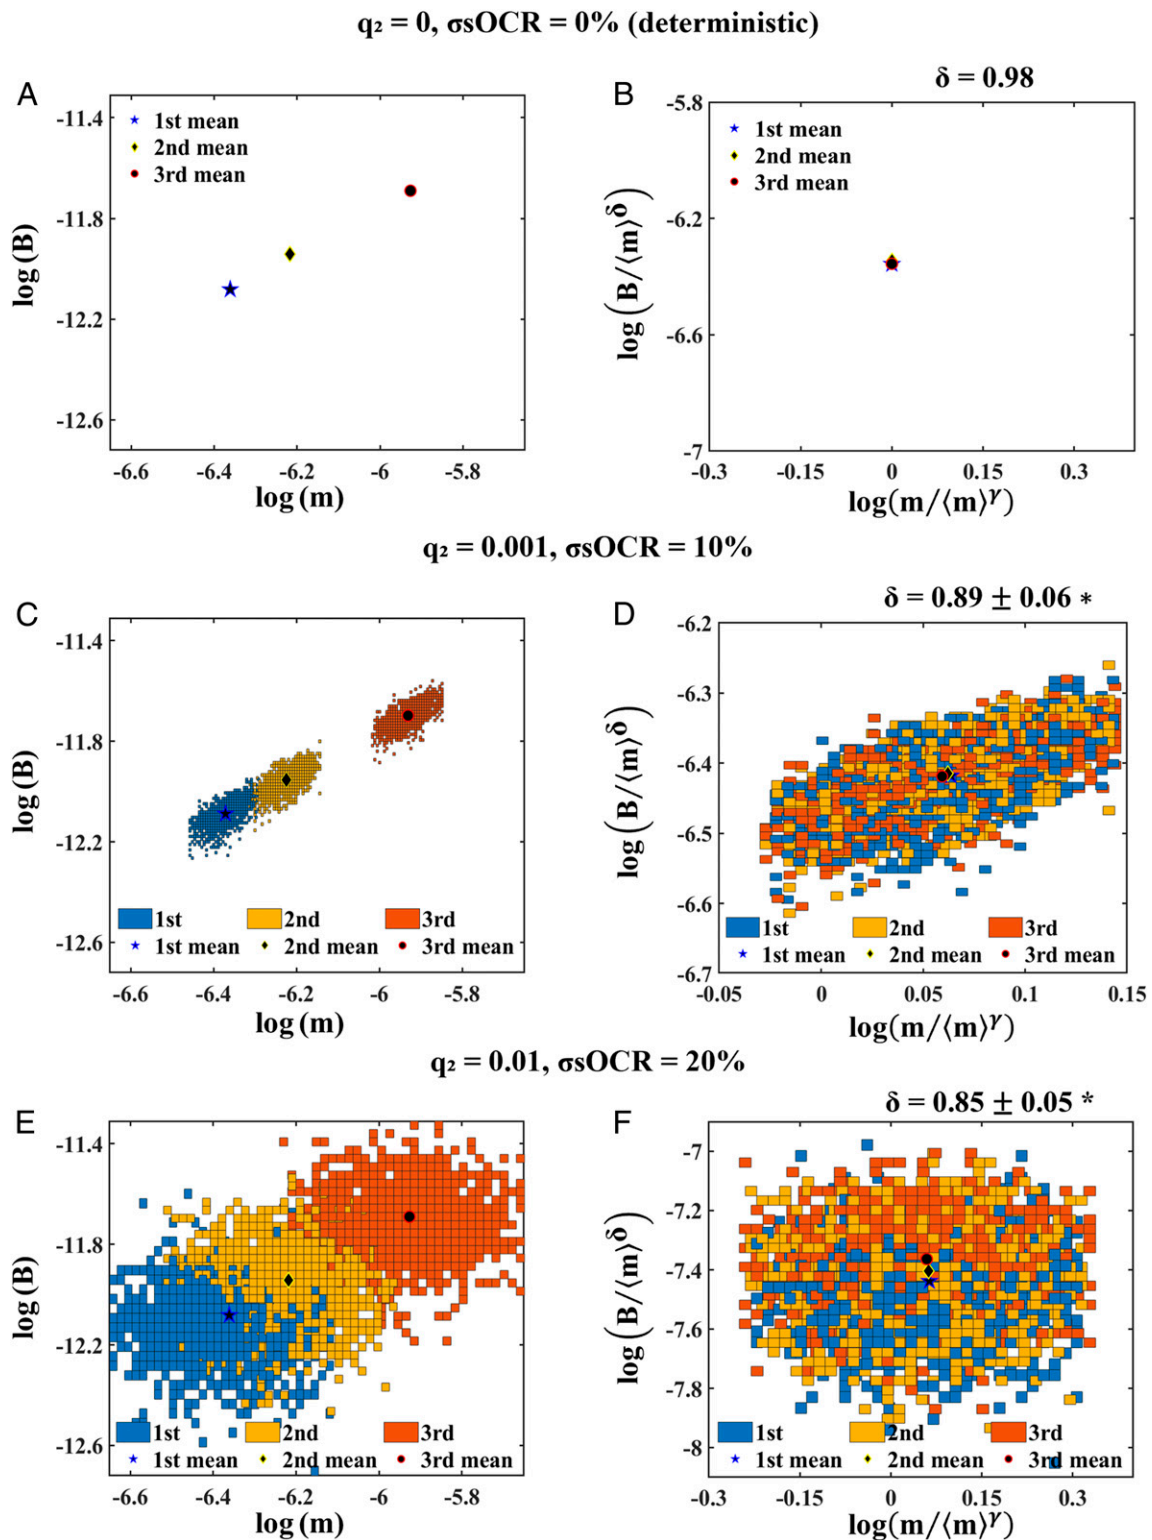 q₂ = 0, σsOCR = 0% (deterministic)
A
-11.4
-11.8
-12.2
-12.6
log (B)
1st mean
2nd mean
3rd mean
-6.6 -6.4 -6.2 -6 -5.8
log (m)
B
δ = 0.98
-5.8
-6.2
-6.6
-7
log (B/⟨m⟩^δ)
1st mean
2nd mean
3rd mean
-0.3 -0.15 0 0.15 0.3
log(m/⟨m⟩^γ)
q₂ = 0.001, σsOCR = 10%
C
-11.4
-11.8
-12.2
-12.6
log (B)
1st 2nd 3rd
1st mean 2nd mean 3rd mean
-6.6 -6.4 -6.2 -6 -5.8
log (m)
D
δ = 0.89 ± 0.06 *
-6.2
-6.3
-6.4
-6.5
-6.6
-6.7
log (B/⟨m⟩^δ)
1st 2nd 3rd
1st mean 2nd mean 3rd mean
-0.05 0 0.05 0.1 0.15
log(m/⟨m⟩^γ)
q₂ = 0.01, σsOCR = 20%
E
-11.4
-11.8
-12.2
-12.6
log (B)
1st 2nd 3rd
1st mean 2nd mean 3rd mean
-6.6 -6.4 -6.2 -6 -5.8
log (m)
F
δ = 0.85 ± 0.05 *
-7
-7.2
-7.4
-7.6
-7.8
-8
log (B/⟨m⟩^δ)
1st 2nd 3rd
1st mean 2nd mean 3rd mean
-0.3 -0.15 0 0.15 0.3
log(m/⟨m⟩^γ)